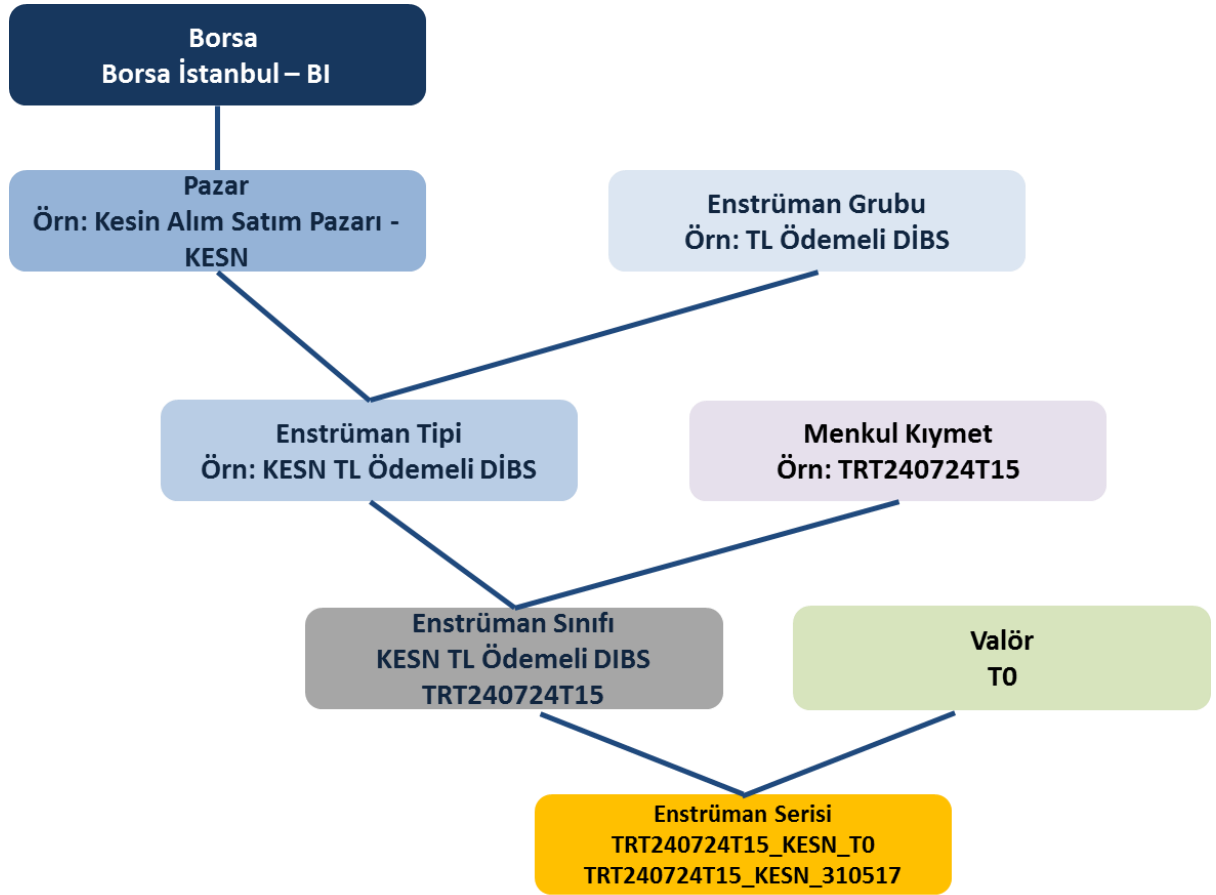 Borsa
Borsa İstanbul – BI
Pazar
Örn: Kesin Alım Satım Pazarı -
KESN
Enstrüman Grubu
Örn: TL Ödemeli DİBS
Enstrüman Tipi
Örn: KESN TL Ödemeli DİBS
Menkul Kıymet
Örn: TRT240724T15
Enstrüman Sınıfı
KESN TL Ödemeli DIBS
TRT240724T15
Valör
T0
Enstrüman Serisi
TRT240724T15_KESN_T0
TRT240724T15_KESN_310517